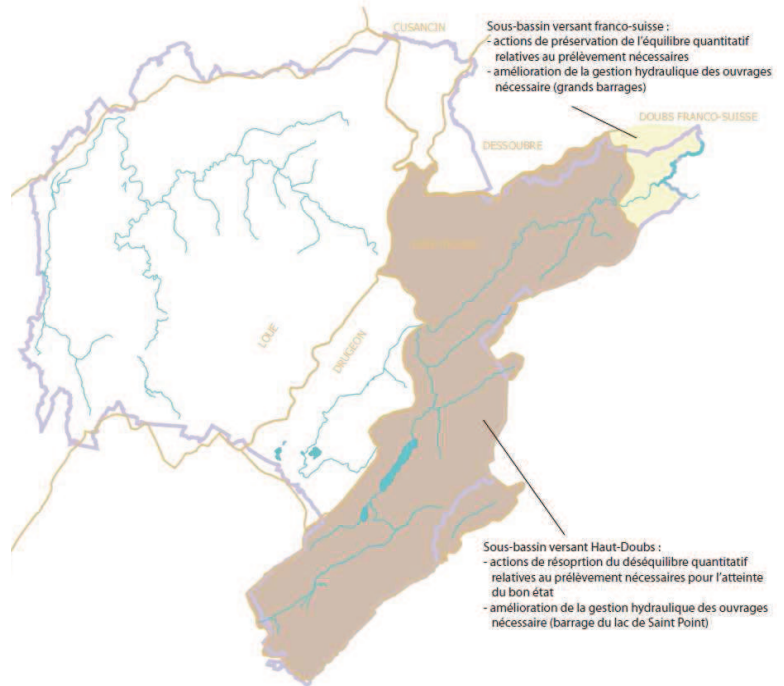 Sous-bassin versant franco-suisse :
- actions de préservation de l'équilibre quantitatif
relatives au prélèvement nécessaires
- amélioration de la gestion hydraulique des ouvrages
nécessaire (grands barrages)
CUSANCIN
DOUBS FRANCO-SUISSE
DESSOUBRE
LOUE
DRUGEON
Sous-bassin versant Haut-Doubs :
- actions de résoprtion du déséquilibre quantitatif
relatives au prélèvement nécessaires pour l'atteinte
du bon état
- amélioration de la gestion hydraulique des ouvrages
nécessaire (barrage du lac de Saint Point)